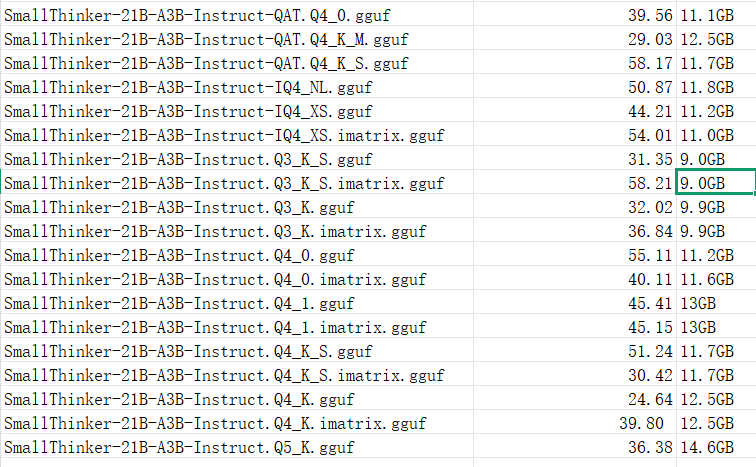 SmallThinker-21B-A3B-Instruct-QAT.Q4_0.gguf 39.56 11.1GB
SmallThinker-21B-A3B-Instruct-QAT.Q4_K_M.gguf 29.03 12.5GB
SmallThinker-21B-A3B-Instruct-QAT.Q4_K_S.gguf 58.17 11.7GB
SmallThinker-21B-A3B-Instruct-IQ4_NL.gguf 50.87 11.8GB
SmallThinker-21B-A3B-Instruct-IQ4_XS.gguf 44.21 11.2GB
SmallThinker-21B-A3B-Instruct-IQ4_XS.imatrix.gguf 54.01 11.0GB
SmallThinker-21B-A3B-Instruct.Q3_K_S.gguf 31.35 9.0GB
SmallThinker-21B-A3B-Instruct.Q3_K_S.imatrix.gguf 58.21 9.0GB
SmallThinker-21B-A3B-Instruct.Q3_K.gguf 32.02 9.9GB
SmallThinker-21B-A3B-Instruct.Q3_K.imatrix.gguf 36.84 9.9GB
SmallThinker-21B-A3B-Instruct.Q4_0.gguf 55.11 11.2GB
SmallThinker-21B-A3B-Instruct.Q4_0.imatrix.gguf 40.11 11.6GB
SmallThinker-21B-A3B-Instruct.Q4_1.gguf 45.41 13GB
SmallThinker-21B-A3B-Instruct.Q4_1.imatrix.gguf 45.15 13GB
SmallThinker-21B-A3B-Instruct.Q4_K_S.gguf 51.24 11.7GB
SmallThinker-21B-A3B-Instruct.Q4_K_S.imatrix.gguf 30.42 11.7GB
SmallThinker-21B-A3B-Instruct.Q4_K.gguf 24.64 12.5GB
SmallThinker-21B-A3B-Instruct.Q4_K.imatrix.gguf 39.80 12.5GB
SmallThinker-21B-A3B-Instruct.Q5_K.gguf 36.38 14.6GB